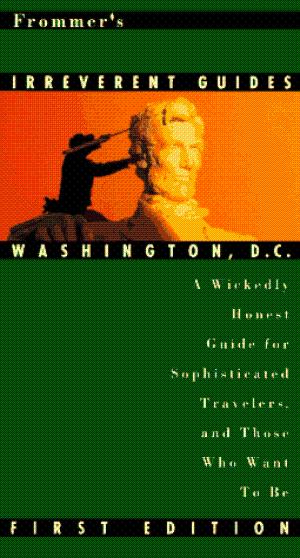 Frommer's
IRREVERENT GUIDES
WASHINGTON, D.C.
A Wickedly
Honest
Guide for
Sophisticated
Travelers,
and Those
Who Want
To Be
FIRST EDITION